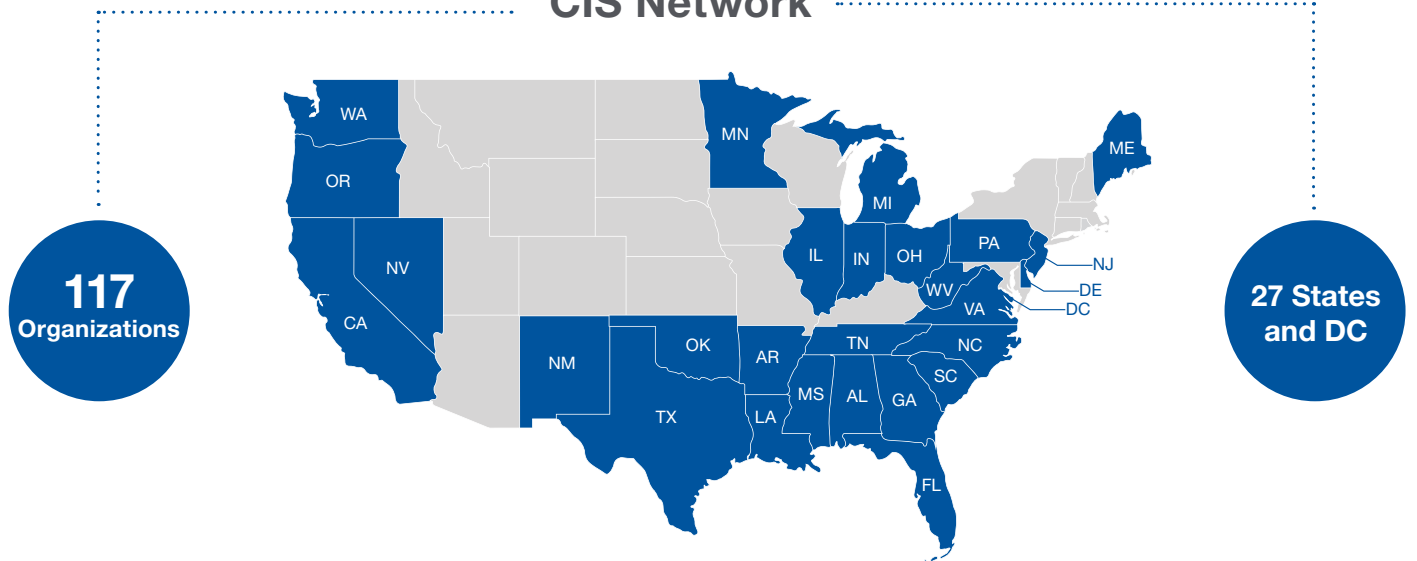 CIS Network
117
Organizations
27 States
and DC
WA
OR
NV
CA
NM
OK
TX
MN
MI
IL
IN
OH
PA
ME
NJ
DE
DC
WV
VA
TN
NC
SC
AR
MS
AL
GA
LA
FL